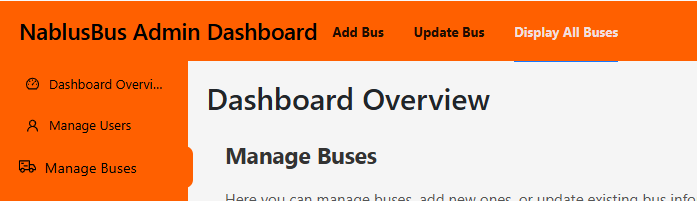 NablusBus Admin Dashboard Add Bus Update Bus Display All Buses
Dashboard Overvi...
Dashboard Overview
Manage Users
Manage Buses
Manage Buses
Here you can manage buses, add new ones, or update existing bus info